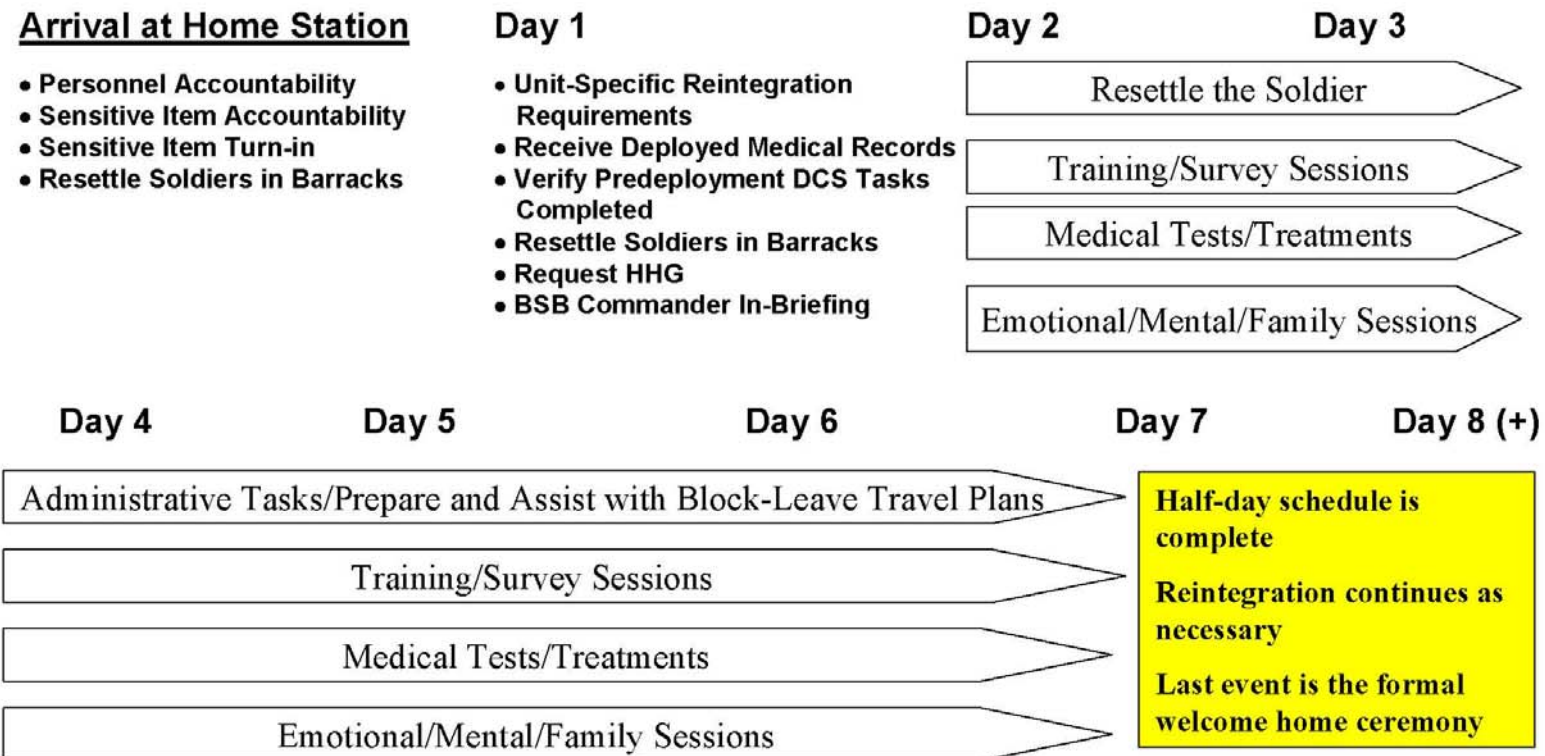 Arrival at Home Station
• Personnel Accountability
• Sensitive Item Accountability
• Sensitive Item Turn-in
• Resettle Soldiers in Barracks
Day 1
• Unit-Specific Reintegration
Requirements
• Receive Deployed Medical Records
• Verify Predeployment DCS Tasks
Completed
• Resettle Soldiers in Barracks
• Request HHG
• BSB Commander In-Briefing
Day 2 Day 3
Resettle the Soldier
Training/Survey Sessions
Medical Tests/Treatments
Emotional/Mental/Family Sessions
Day 4 Day 5 Day 6 Day 7 Day 8 (+)
Administrative Tasks/Prepare and Assist with Block-Leave Travel Plans
Training/Survey Sessions
Medical Tests/Treatments
Emotional/Mental/Family Sessions
Half-day schedule is
complete
Reintegration continues as
necessary
Last event is the formal
welcome home ceremony